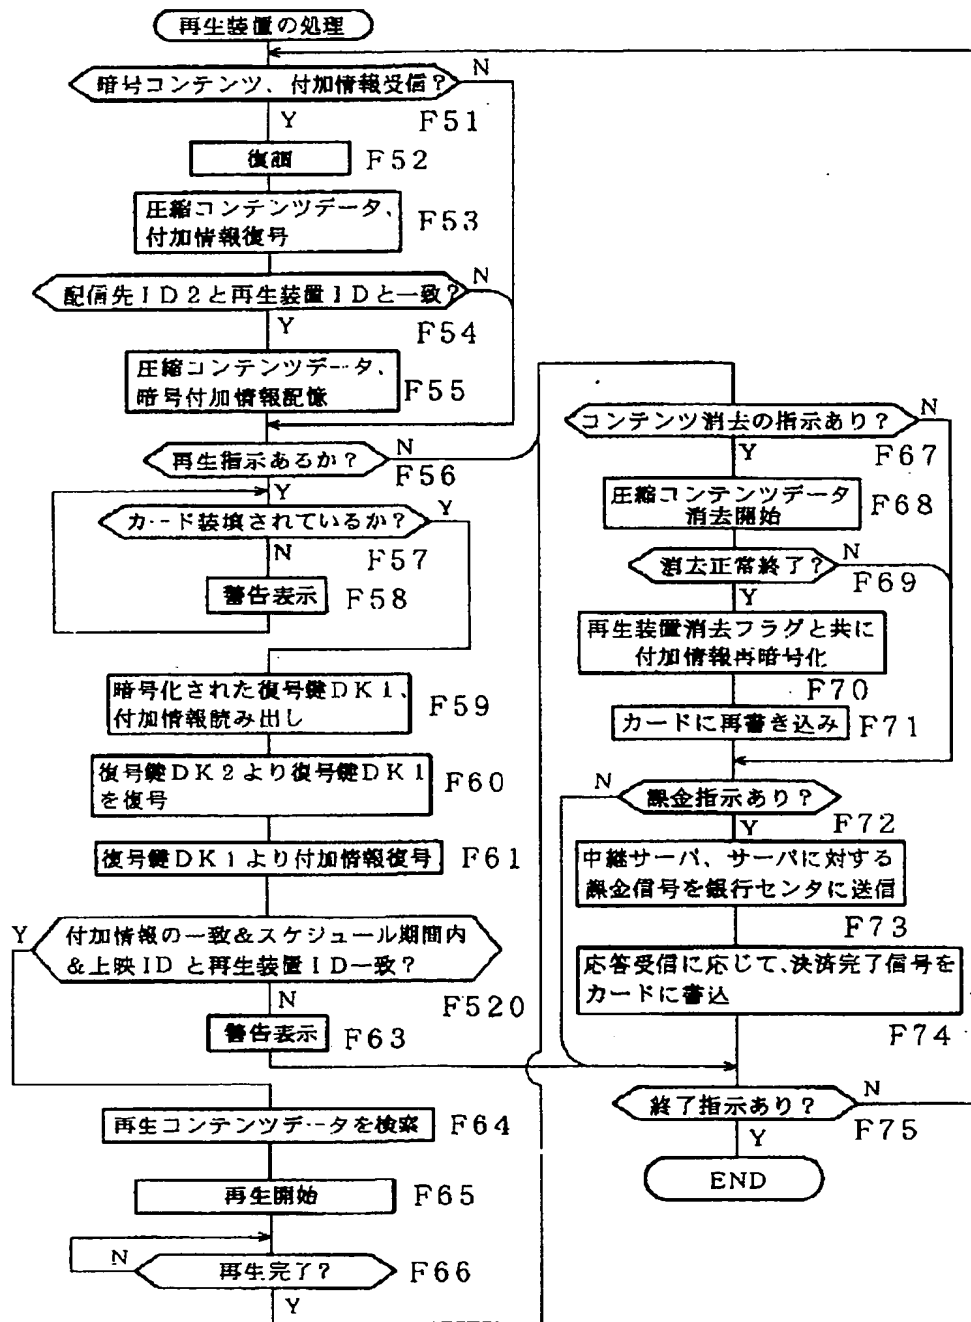 再生装置の処理
暗号コンテンツ、付加情報受信？
N
Y
F51
復調
F52
圧縮コンテンツデータ、
付加情報復号
F53
配信先ID2と再生装置IDと一致？
N
Y
F54
圧縮コンテンツデータ、
暗号付加情報記憶
F55
再生指示あるか？
N
F56
Y
カード装填されているか？
Y
F57
N
警告表示
F58
暗号化された復号鍵DK1、
付加情報読み出し
F59
復号鍵DK2より復号鍵DK1
を復号
F60
復号鍵DK1より付加情報復号
F61
Y
付加情報の一致&スケジュール期間内
&上映IDと再生装置ID一致？
F520
N
警告表示
F63
再生コンテンツデータを検索
F64
再生開始
F65
N
再生完了？
F66
Y
コンテンツ消去の指示あり？
N
F67
Y
圧縮コンテンツデータ
消去開始
F68
消去正常終了？
N
F69
Y
再生装置消去フラグと共に
付加情報再暗号化
F70
カードに再書き込み
F71
N
課金指示あり？
F72
Y
中継サーバ、サーバに対する
課金信号を銀行センタに送信
F73
応答受信に応じて、決済完了信号を
カードに書込
F74
終了指示あり？
N
F75
Y
END